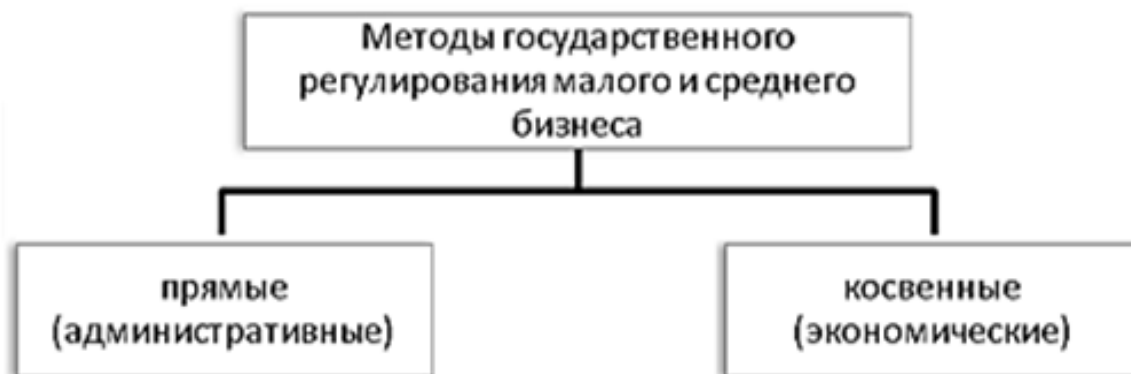 Методы государственного
регулирования малого и среднего
бизнеса
прямые
(административные)
косвенные
(экономические)